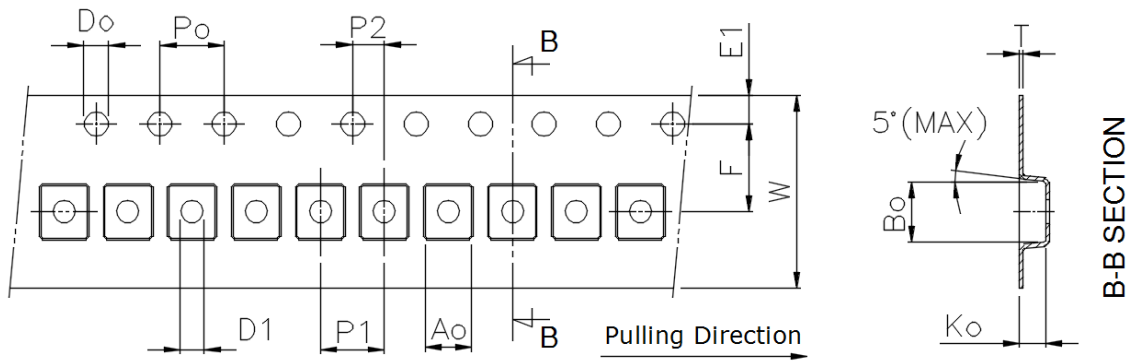 Do
Po
P2
B
E1
T
5°(MAX)
F
W
Bo
B-B SECTION
D1
P1
Ao
B
Pulling Direction
Ko